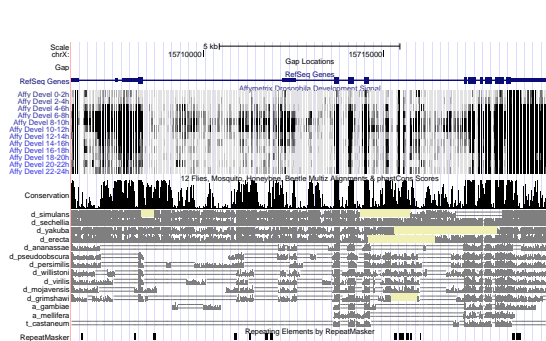 Scale 5 kb
chrX: 15710000 15715000
Gap Locations
Gap
RefSeq Genes
RefSeq Genes
Affymetrix Drosophila Development Signal
Affy Devel 0-2h
Affy Devel 2-4h
Affy Devel 4-6h
Affy Devel 6-8h
Affy Devel 8-10h
Affy Devel 10-12h
Affy Devel 12-14h
Affy Devel 14-16h
Affy Devel 16-18h
Affy Devel 18-20h
Affy Devel 20-22h
Affy Devel 22-24h
12 Flies, Mosquito, Honeybee, Beetle Multiz Alignments & phastCons Scores
Conservation
d_simulans
d_sechellia
d_yakuba
d_erecta
d_ananassae
d_pseudoobscura
d_persimilis
d_willistoni
d_virilis
d_mojavensis
d_grimshawi
a_gambiae
a_mellifera
t_castaneum
Repeating Elements by RepeatMasker
RepeatMasker